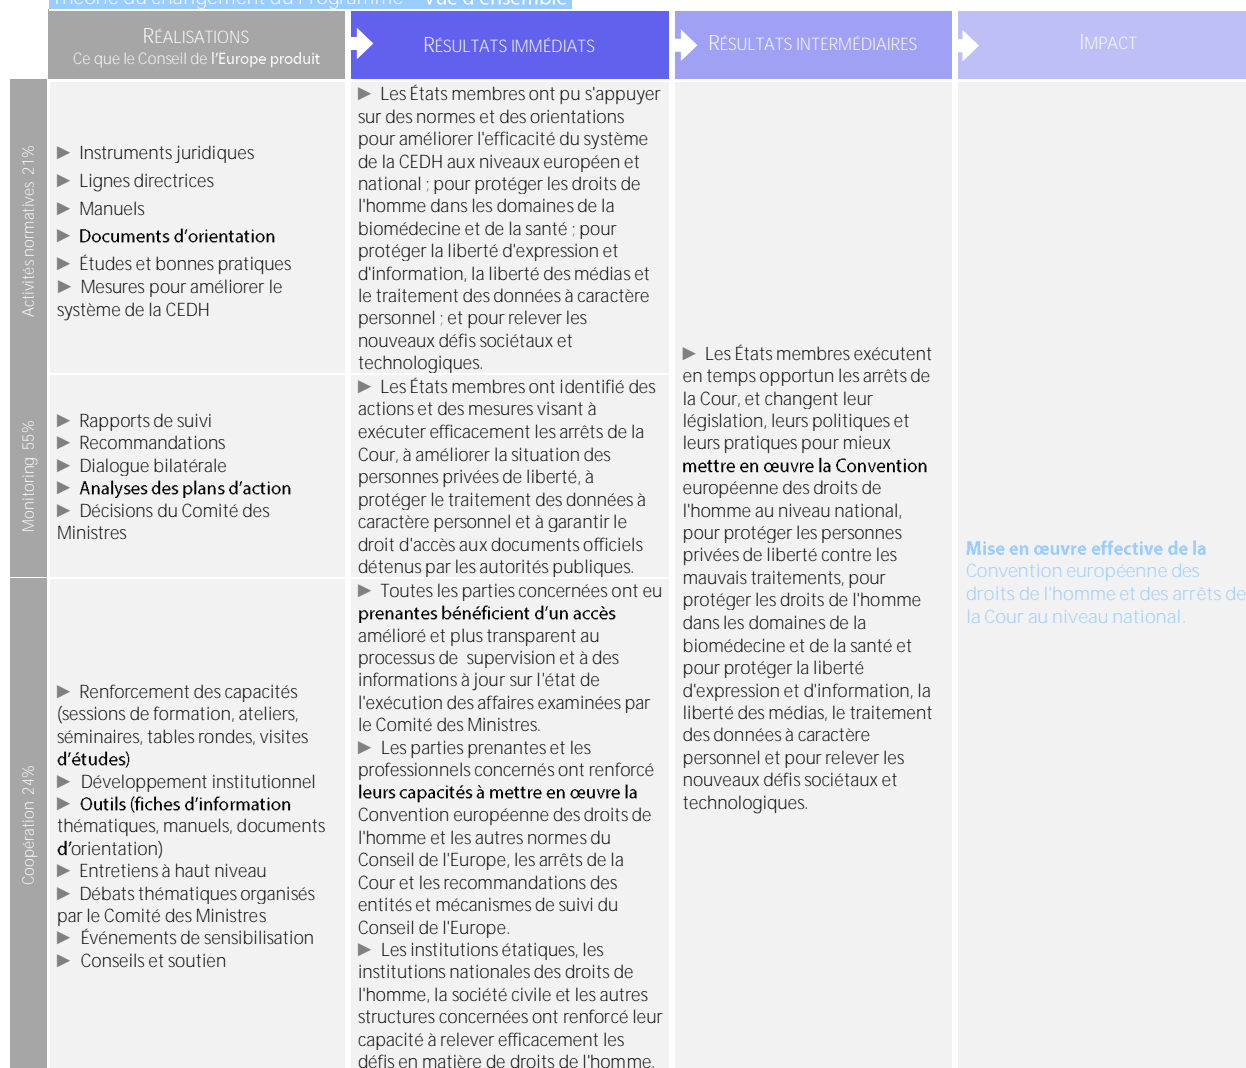 Théorie du changement du Programme – Vue d'ensemble
RÉALISATIONS
Ce que le Conseil de l'Europe produit
RÉSULTATS IMMÉDIATS
RÉSULTATS INTERMÉDIAIRES
IMPACT
Activités normatives 21%
► Instruments juridiques
► Lignes directrices
► Manuels
► Documents d'orientation
► Études et bonnes pratiques
► Mesures pour améliorer le
système de la CEDH
► Les États membres ont pu s'appuyer
sur des normes et des orientations
pour améliorer l'efficacité du système
de la CEDH aux niveaux européen et
national ; pour protéger les droits de
l'homme dans les domaines de la
biomédecine et de la santé ; pour
protéger la liberté d'expression et
d'information, la liberté des médias et
le traitement des données à caractère
personnel ; et pour relever les
nouveaux défis sociétaux et
technologiques.
Monitoring 55%
► Rapports de suivi
► Recommandations
► Dialogue bilatérale
► Analyses des plans d'action
► Décisions du Comité des
Ministres
► Les États membres ont identifié des
actions et des mesures visant à
exécuter efficacement les arrêts de la
Cour, à améliorer la situation des
personnes privées de liberté, à
protéger le traitement des données à
caractère personnel et à garantir le
droit d'accès aux documents officiels
détenus par les autorités publiques.
Coopération 24%
► Renforcement des capacités
(sessions de formation, ateliers,
séminaires, tables rondes, visites
d'études)
► Développement institutionnel
► Outils (fiches d'information
thématiques, manuels, documents
d'orientation)
► Entretiens à haut niveau
► Débats thématiques organisés
par le Comité des Ministres
► Événements de sensibilisation
► Conseils et soutien
► Toutes les parties concernées ont eu
prenantes bénéficient d'un accès
amélioré et plus transparent au
processus de supervision et à des
informations à jour sur l'état de
l'exécution des affaires examinées par
le Comité des Ministres.
► Les parties prenantes et les
professionnels concernés ont renforcé
leurs capacités à mettre en œuvre la
Convention européenne des droits de
l'homme et les autres normes du
Conseil de l'Europe, les arrêts de la
Cour et les recommandations des
entités et mécanismes de suivi du
Conseil de l'Europe.
► Les institutions étatiques, les
institutions nationales des droits de
l'homme, la société civile et les autres
structures concernées ont renforcé leur
capacité à relever efficacement les
défis en matière de droits de l'homme.
► Les États membres exécutent
en temps opportun les arrêts de
la Cour, et changent leur
législation, leurs politiques et
leurs pratiques pour mieux
mettre en œuvre la Convention
européenne des droits de
l'homme au niveau national,
pour protéger les personnes
privées de liberté contre les
mauvais traitements, pour
protéger les droits de l'homme
dans les domaines de la
biomédecine et de la santé et
pour protéger la liberté
d'expression et d'information, la
liberté des médias, le traitement
des données à caractère
personnel et pour relever les
nouveaux défis sociétaux et
technologiques.
Mise en œuvre effective de la
Convention européenne des
droits de l'homme et des arrêts de
la Cour au niveau national.